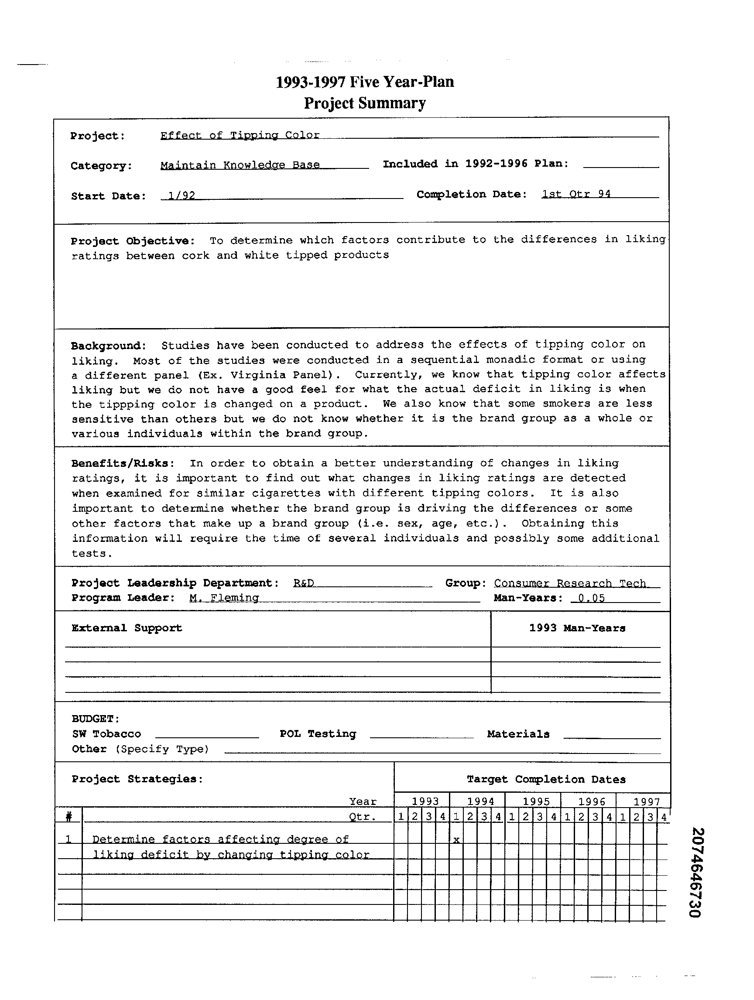 1993-1997 Five Year-Plan
Project Summary
Project: Effect of Tipping Color
Category: Maintain Knowledge Base Included in 1992-1996 Plan:
Start Date: 1/92 Completion Date: 1st Qtr 94
Project Objective: To determine which factors contribute to the differences in liking
ratings between cork and white tipped products
Background: Studies have been conducted to address the effects of tipping color on
liking. Most of the studies were conducted in a sequential monadic format or using
a different panel (Ex. Virginia Panel). Currently, we know that tipping color affects
liking but we do not have a good feel for what the actual deficit in liking is when
the tippping color is changed on a product. We also know that some smokers are less
sensitive than others but we do not know whether it is the brand group as a whole or
various individuals within the brand group.
Benefits/Risks: In order to obtain a better understanding of changes in liking
ratings, it is important to find out what changes in liking ratings are detected
when examined for similar cigarettes with different tipping colors. It is also
important to determine whether the brand group is driving the differences or some
other factors that make up a brand group (i.e. sex, age, etc.). Obtaining this
information will require the time of several individuals and possibly some additional
tests.
Project Leadership Department: R&D Group: Consumer Research Tech
Program Leader: M. Fleming Man-Years: 0.05
External Support 1993 Man-Years
BUDGET:
SW Tobacco POL Testing Materials
Other (Specify Type)
Project Strategies: Target Completion Dates
Year 1993 1994 1995 1996 1997
# Qtr. 1 2 3 4 1 2 3 4 1 2 3 4 1 2 3 4 1 2 3 4
1 Determine factors affecting degree of x
liking deficit by changing tipping color
2074646730